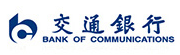 交通銀行
BANK OF COMMUNICATIONS